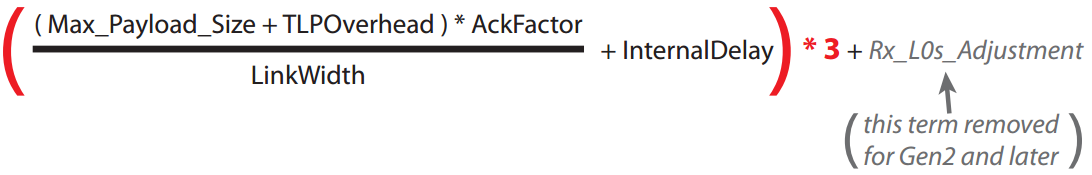 ( ( Max_Payload_Size + TLPOverhead ) * AckFactor
LinkWidth
+ InternalDelay ) * 3 + Rx_L0s_Adjustment
( this term removed
for Gen2 and later )